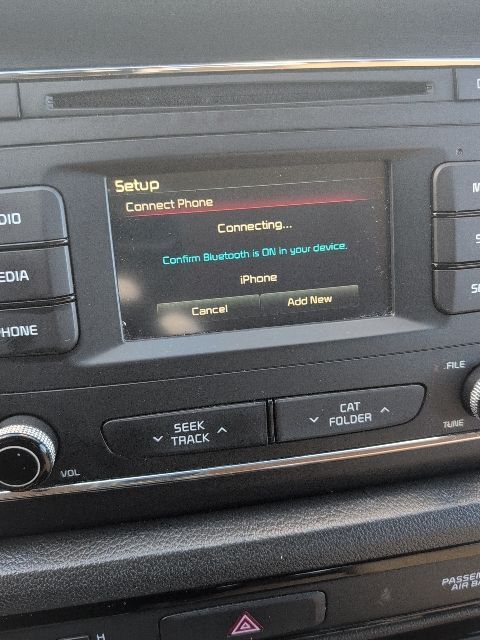 Setup
Connect Phone
Connecting...
Confirm Bluetooth is ON in your device.
iPhone
Cancel
Add New
SEEK
TRACK
CAT
FOLDER
FILE
VOL
TUNE
H